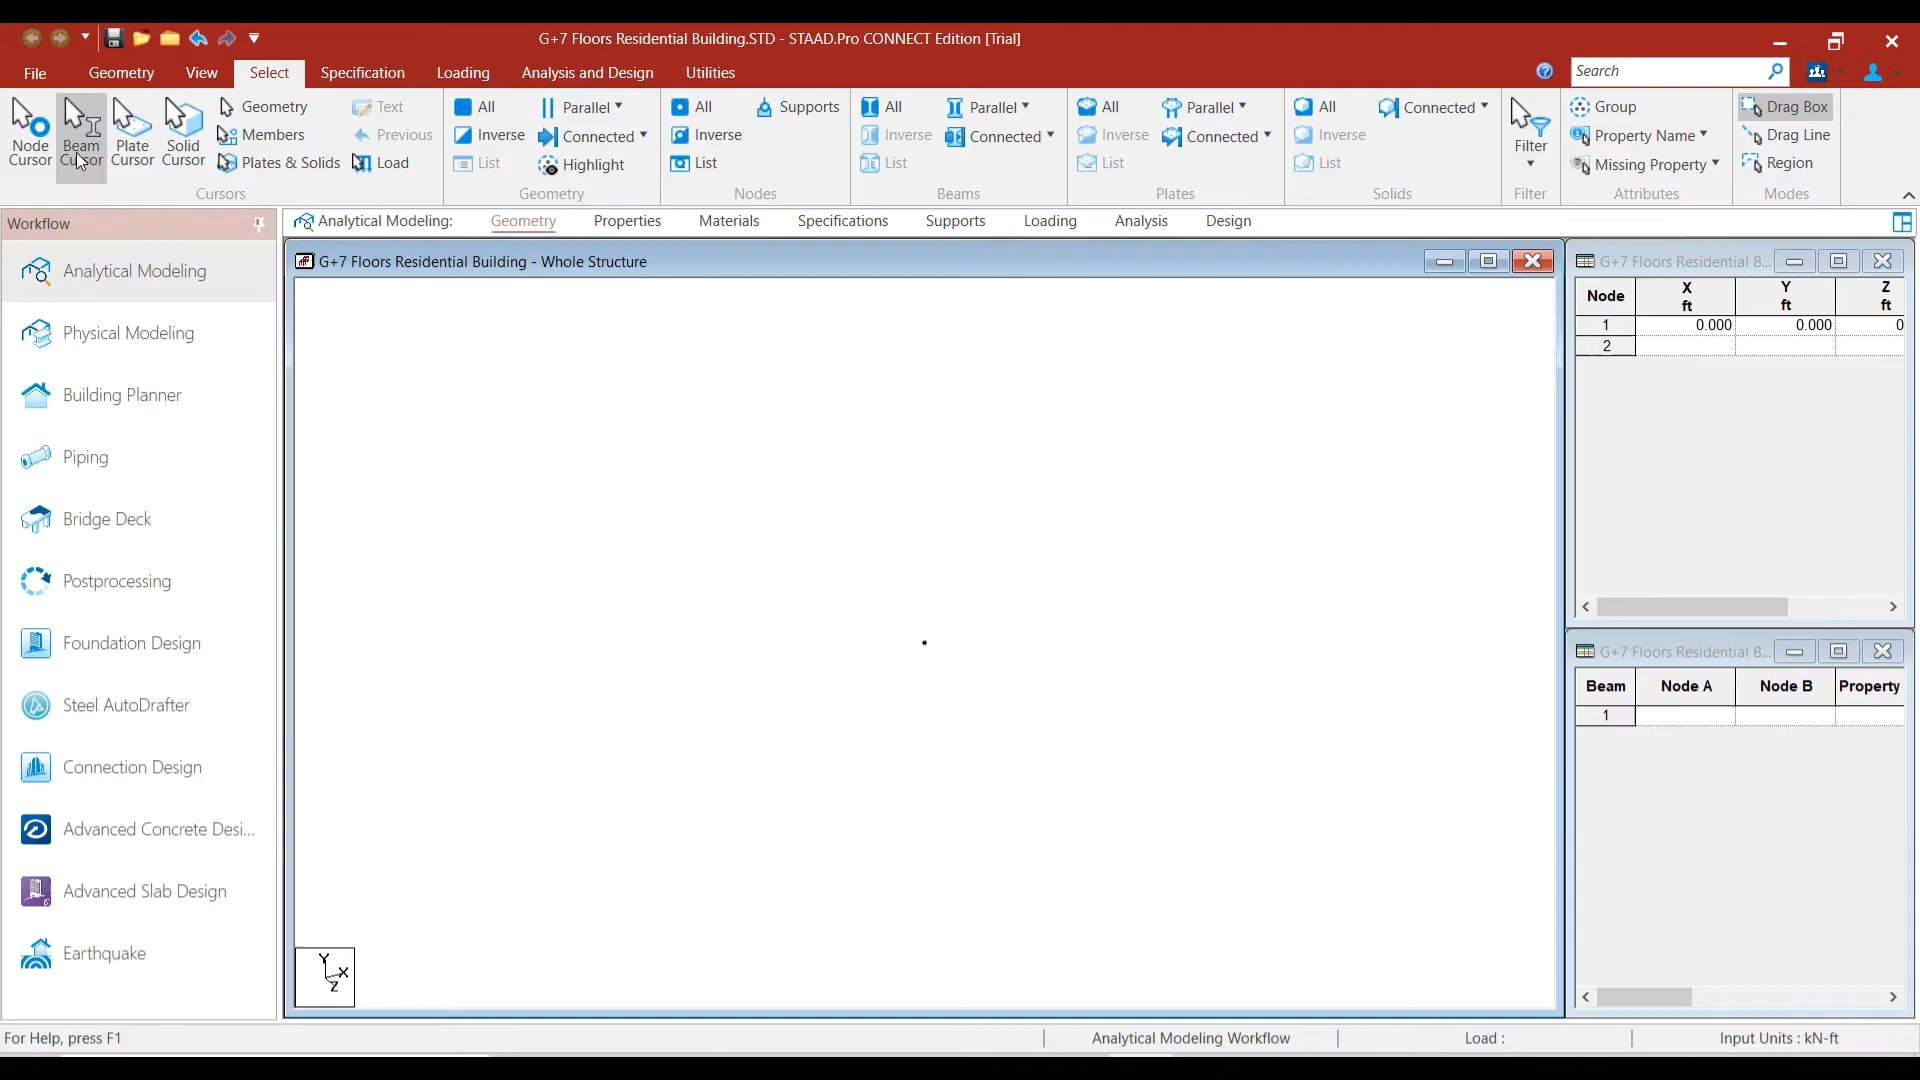 G+7 Floors Residential Building.STD - STAAD.Pro CONNECT Edition [Trial]
File Geometry View Select Specification Loading Analysis and Design Utilities Search
Node Cursor
Beam Cursor
Plate Cursor
Solid Cursor
Geometry
Members
Plates & Solids
Text
Previous
Load
Cursors
All
Inverse
List
Parallel
Connected
Highlight
Geometry
All
Inverse
List
Supports
Nodes
All
Inverse
List
Parallel
Connected
Beams
All
Inverse
List
Parallel
Connected
Plates
All
Inverse
List
Connected
Solids
Filter
Filter
Group
Property Name
Missing Property
Attributes
Drag Box
Drag Line
Region
Modes
Workflow
Analytical Modeling
Physical Modeling
Building Planner
Piping
Bridge Deck
Postprocessing
Foundation Design
Steel AutoDrafter
Connection Design
Advanced Concrete Desi...
Advanced Slab Design
Earthquake
Analytical Modeling: Geometry Properties Materials Specifications Supports Loading Analysis Design
G+7 Floors Residential Building - Whole Structure
Y
X
Z
G+7 Floors Residential B...
Node X ft Y ft Z ft
1 0.000 0.000 0
2
G+7 Floors Residential B...
Beam Node A Node B Property
1
For Help, press F1 Analytical Modeling Workflow Load : Input Units : kN-ft